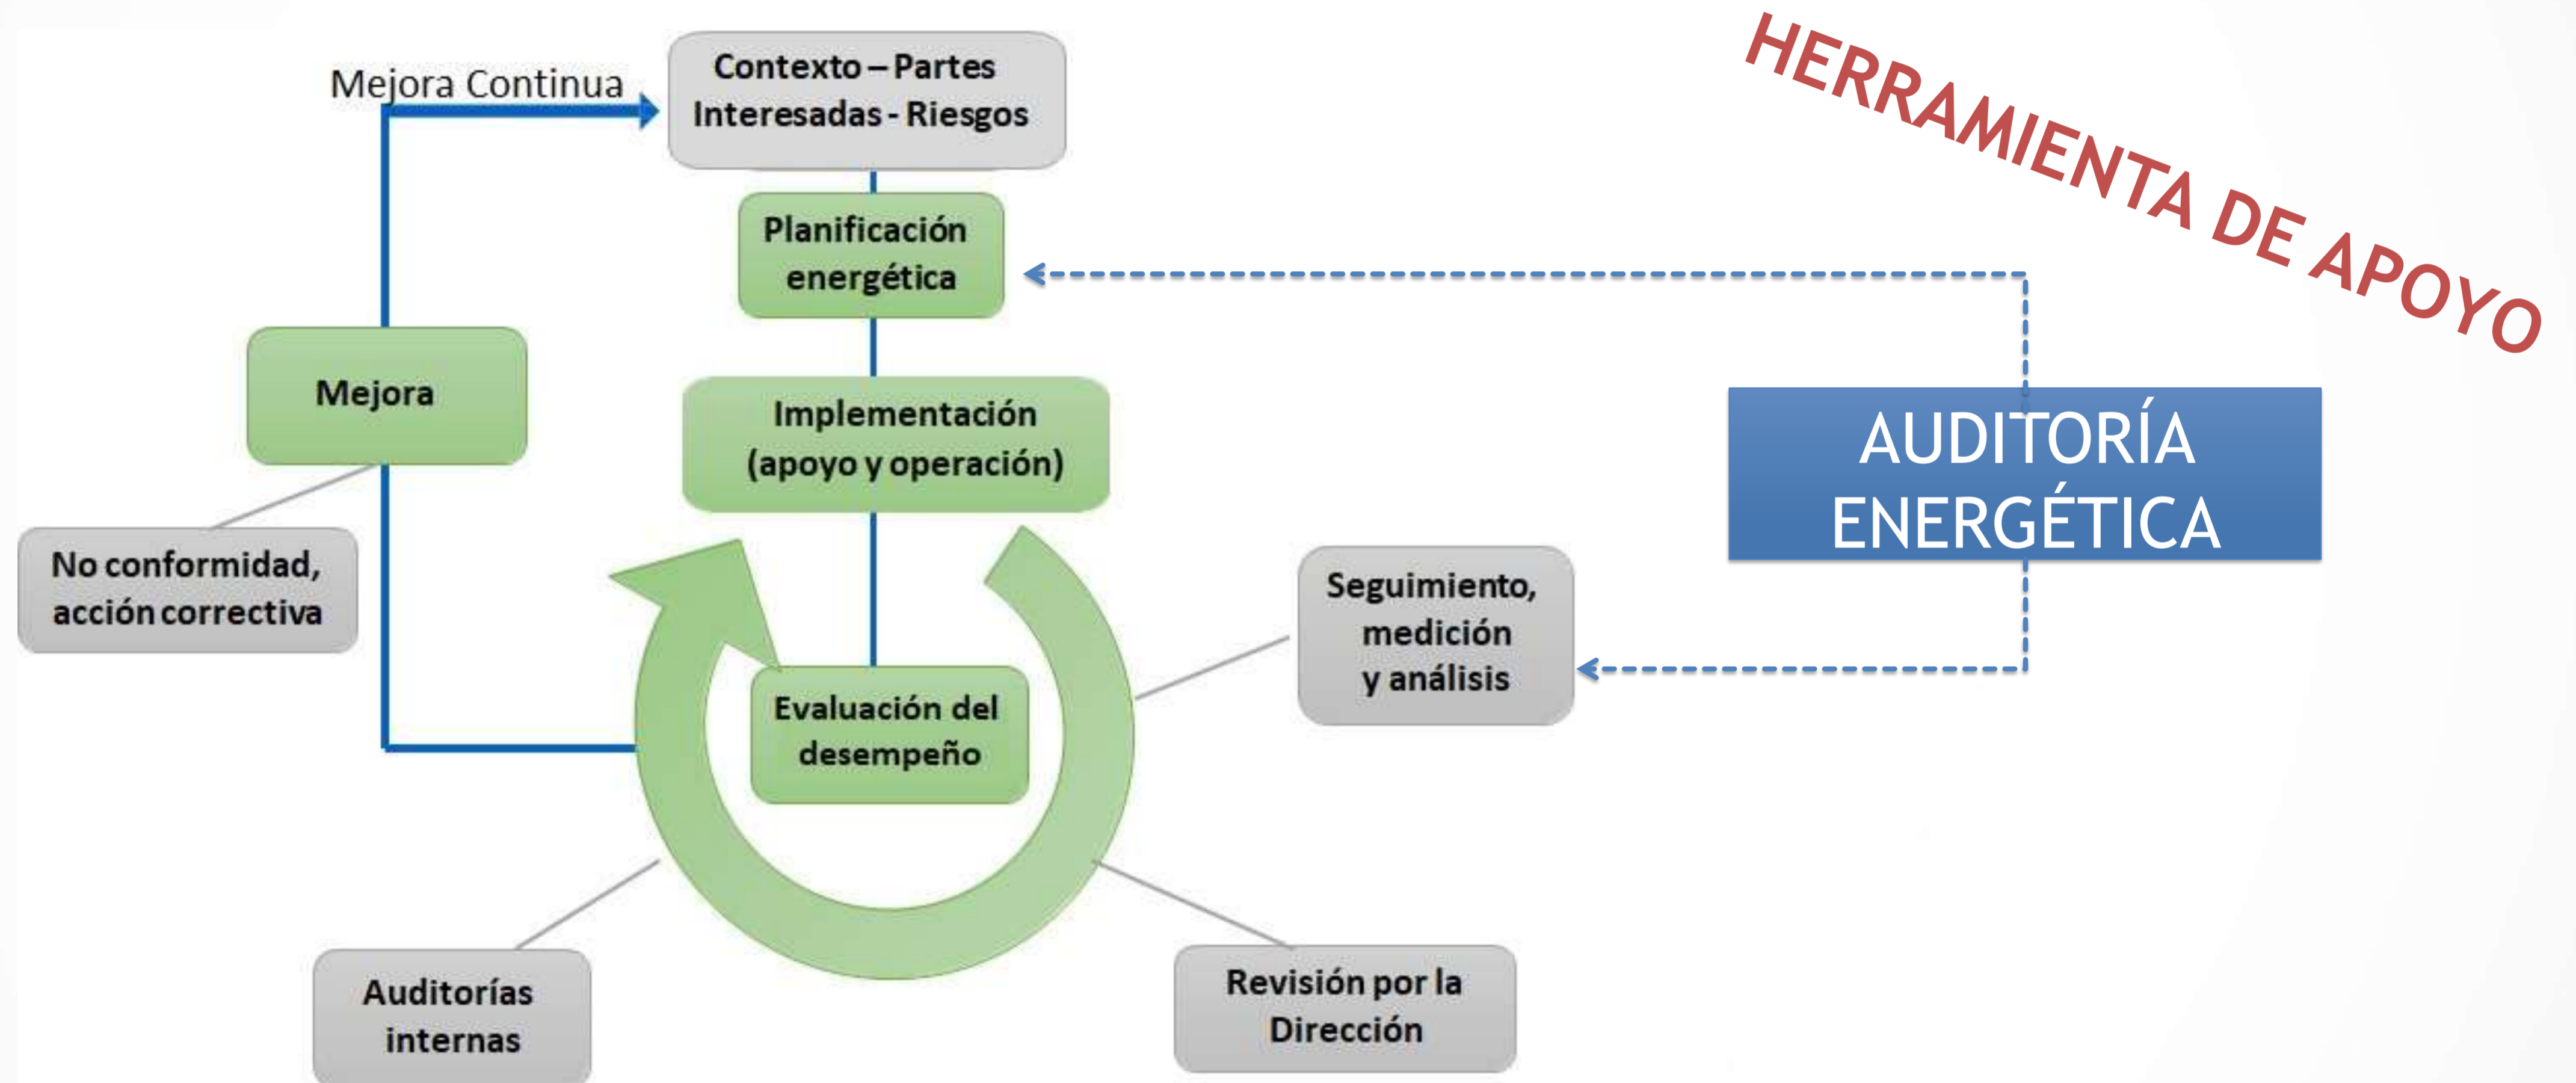 HERRAMIENTA DE APOYO
Mejora Continua
Contexto – Partes
Interesadas - Riesgos
Planificación
energética
Mejora
Implementación
(apoyo y operación)
AUDITORÍA
ENERGÉTICA
No conformidad,
acción correctiva
Seguimiento,
medición
y análisis
Evaluación del
desempeño
Auditorías
internas
Revisión por la
Dirección